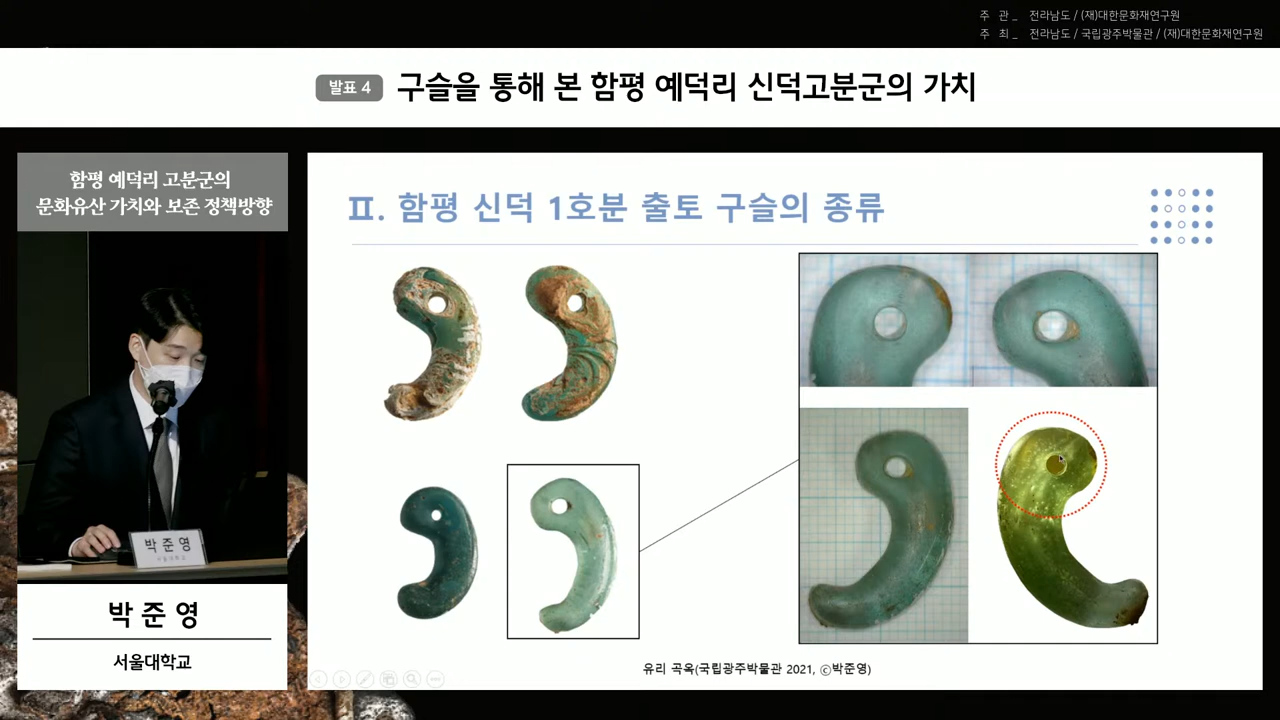 주 관 _ 전라남도 / (재)대한문화재연구원
주 최 _ 전라남도 / 국립광주박물관 / (재)대한문화재연구원
발표 4 구슬을 통해 본 함평 예덕리 신덕고분군의 가치
함평 예덕리 고분군의
문화유산 가치와 보존 정책방향
Ⅱ. 함평 신덕 1호분 출토 구슬의 종류
박준영
서울대학교
박 준 영
서울대학교
유리 곡옥(국립광주박물관 2021, ⓒ박준영)